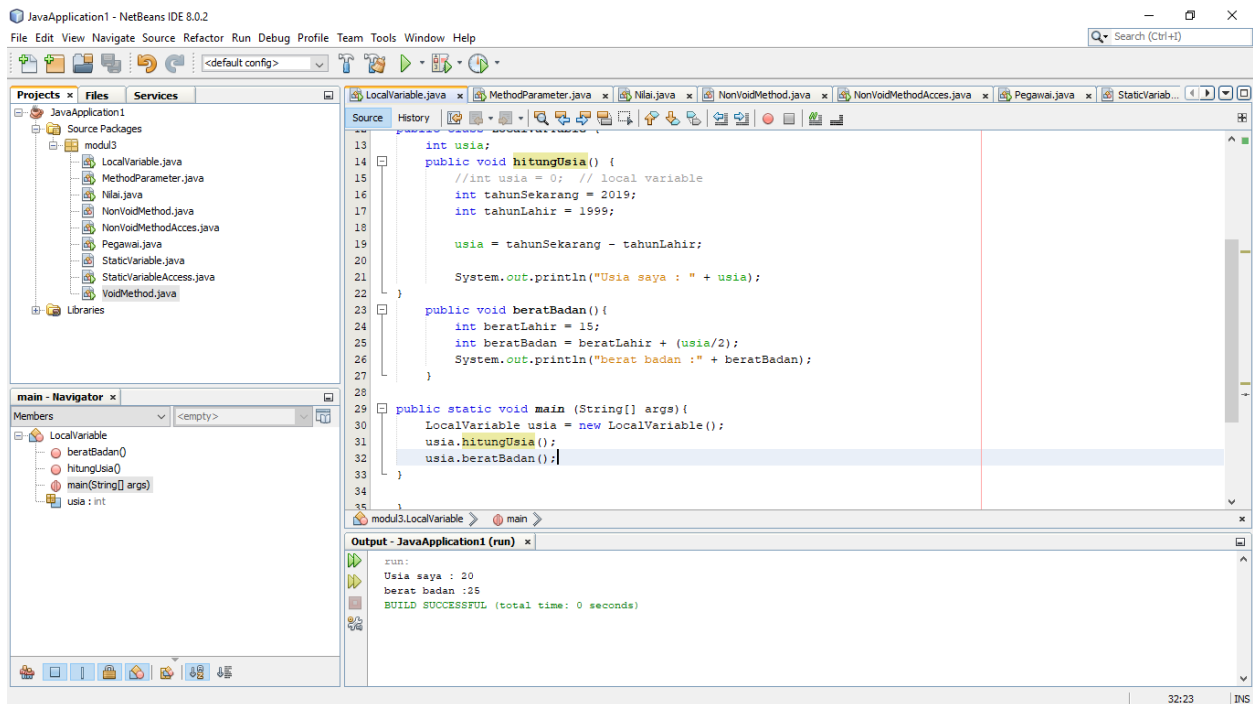 JavaApplication1 - NetBeans IDE 8.0.2
File Edit View Navigate Source Refactor Run Debug Profile Team Tools Window Help
Search (Ctrl+I)
<default config>
Projects Files Services
JavaApplication1
Source Packages
modul3
LocalVariable.java
MethodParameter.java
Nilai.java
NonVoidMethod.java
NonVoidMethodAcces.java
Pegawai.java
StaticVariable.java
StaticVariableAccess.java
VoidMethod.java
Libraries
main - Navigator
Members
<empty>
LocalVariable
beratBadan()
hitungUsia()
main(String[] args)
usia : int
LocalVariable.java MethodParameter.java Nilai.java NonVoidMethod.java NonVoidMethodAcces.java Pegawai.java StaticVariab...
Source History
12 public class LocalVariable {
13 int usia;
14 public void hitungUsia() {
15 //int usia = 0; // local variable
16 int tahunSekarang = 2019;
17 int tahunLahir = 1999;
18
19 usia = tahunSekarang - tahunLahir;
20
21 System.out.println("Usia saya : " + usia);
22 }
23 public void beratBadan(){
24 int beratLahir = 15;
25 int beratBadan = beratLahir + (usia/2);
26 System.out.println("berat badan :" + beratBadan);
27 }
28
29 public static void main (String[] args){
30 LocalVariable usia = new LocalVariable();
31 usia.hitungUsia();
32 usia.beratBadan();
33 }
34
35 }
modul3.LocalVariable main
Output - JavaApplication1 (run)
run:
Usia saya : 20
berat badan :25
BUILD SUCCESSFUL (total time: 0 seconds)
32:23 INS